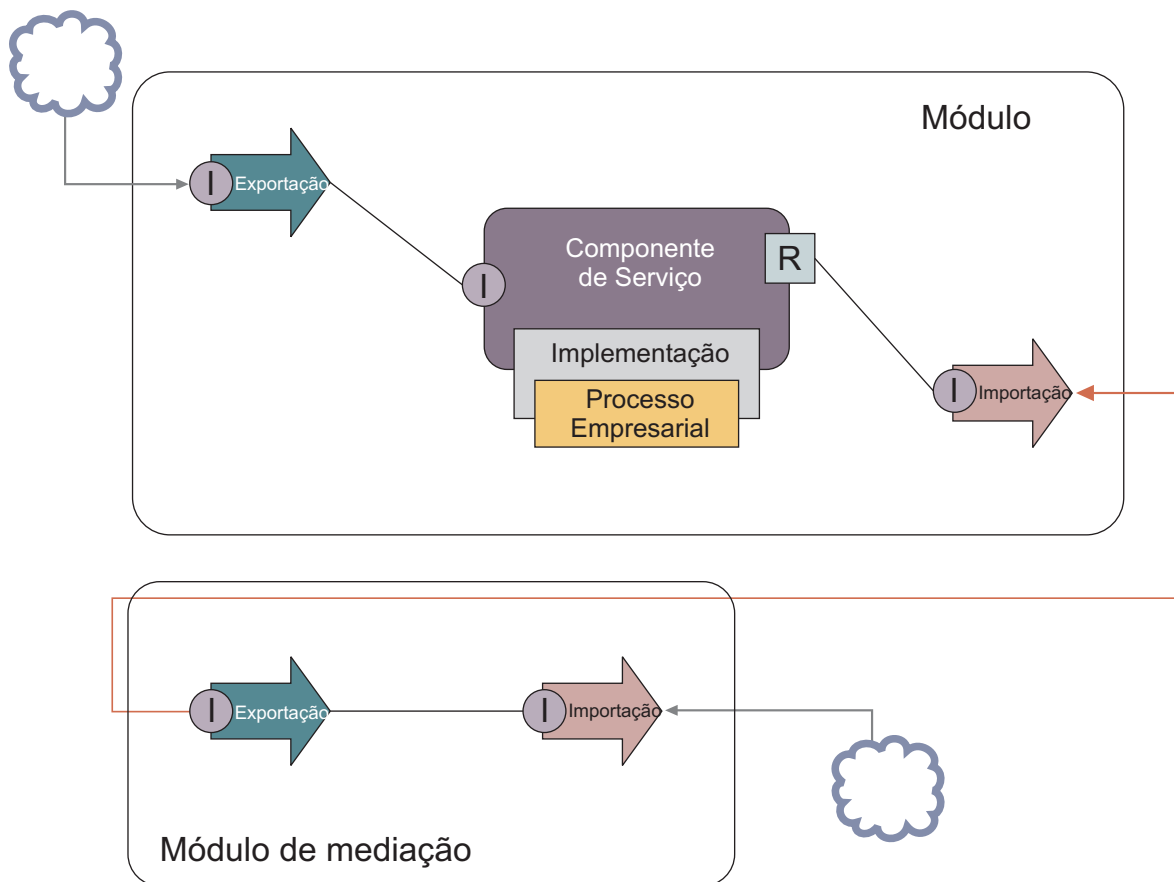 Módulo
I Exportação
Componente
de Serviço
R
I
Implementação
Processo
Empresarial
I Importação
I Exportação
I Importação
Módulo de mediação